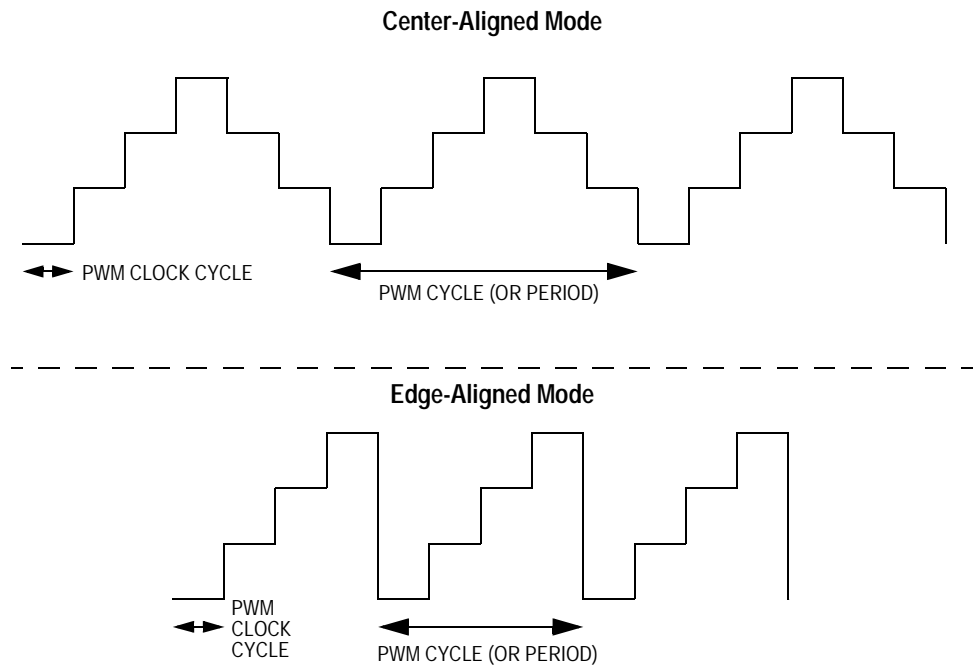 Center-Aligned Mode
PWM CLOCK CYCLE
PWM CYCLE (OR PERIOD)
Edge-Aligned Mode
PWM
CLOCK
CYCLE
PWM CYCLE (OR PERIOD)